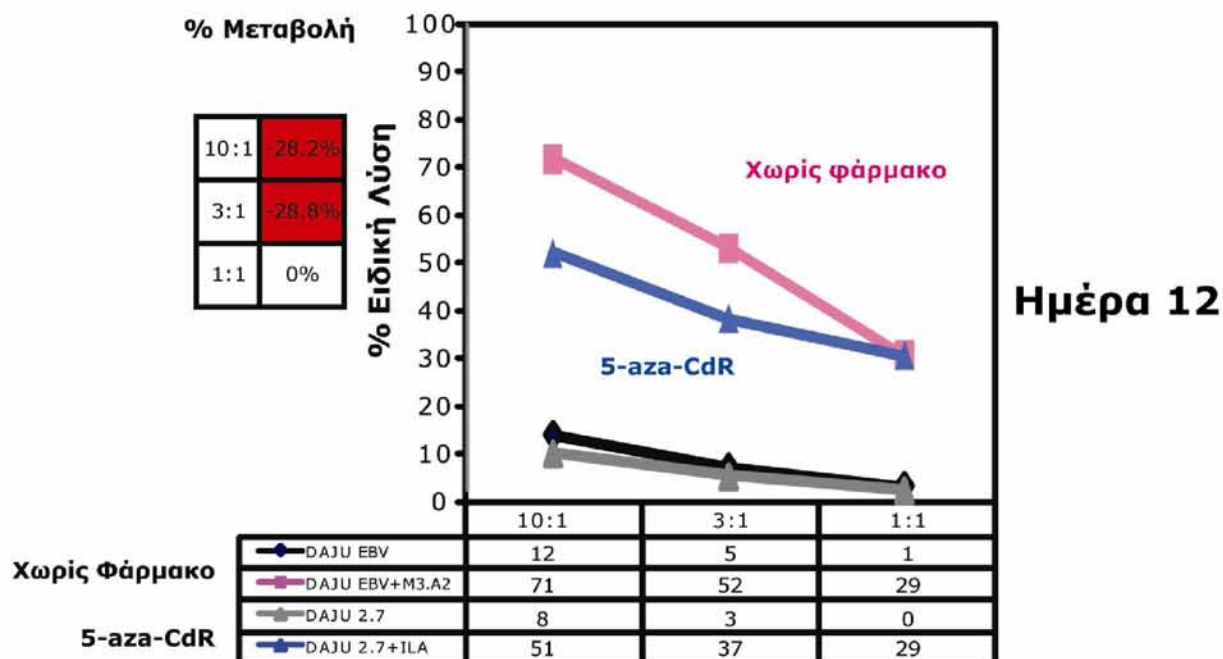 % Μεταβολή
10:1 -28.2%
3:1 -28.8%
1:1 0%
% Ειδική Λύση
100
90
80
70
60
50
40
30
20
10
0
Χωρίς φάρμακο
5-aza-CdR
Ημέρα 12
10:1 3:1 1:1
Χωρίς Φάρμακο
DAJU EBV 12 5 1
DAJU EBV+M3.A2 71 52 29
5-aza-CdR
DAJU 2.7 8 3 0
DAJU 2.7+ILA 51 37 29